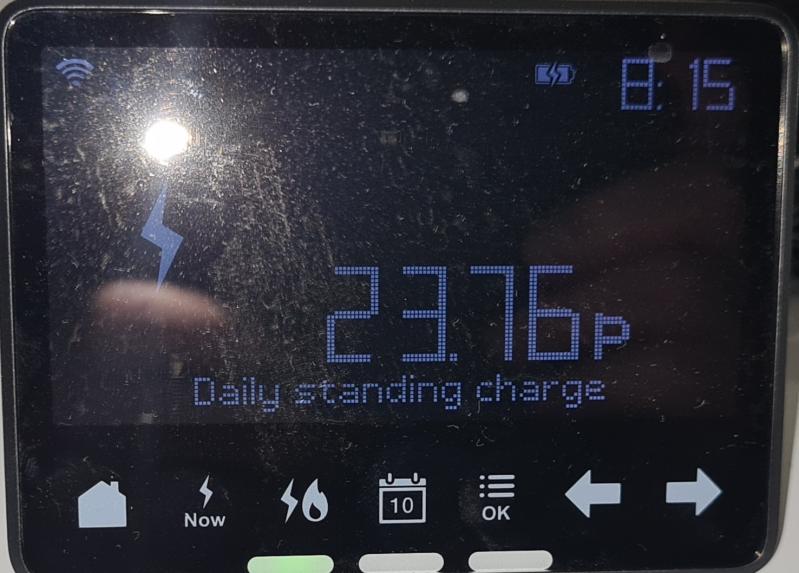 8:15
23.76p
Daily standing charge
Now
10
OK